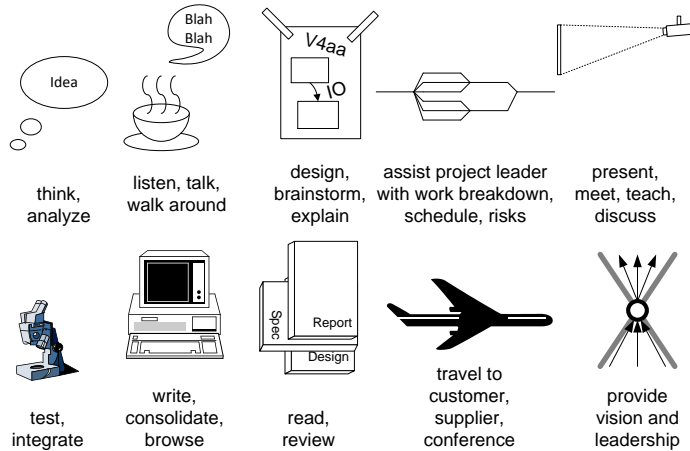 Blah
Blah
Idea
V4aa
IO
think,
analyze
listen, talk,
walk around
design,
brainstorm,
explain
assist project leader
with work breakdown,
schedule, risks
present,
meet, teach,
discuss
Spec
Report
Design
test,
integrate
write,
consolidate,
browse
read,
review
travel to
customer,
supplier,
conference
provide
vision and
leadership